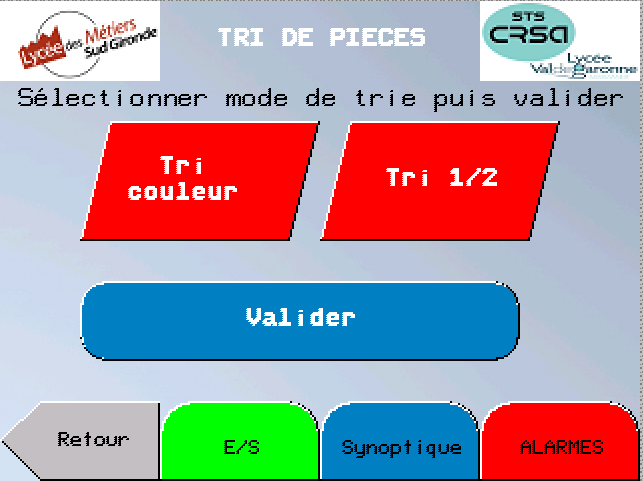 Lycée des Métiers
Sud Gironde
TRI DE PIECES
STS
CRSA
Lycée
Val de Garonne
Sélectionner mode de trie puis valider
Tri
couleur
Tri 1/2
Valider
Retour
E/S
Synoptique
ALARMES